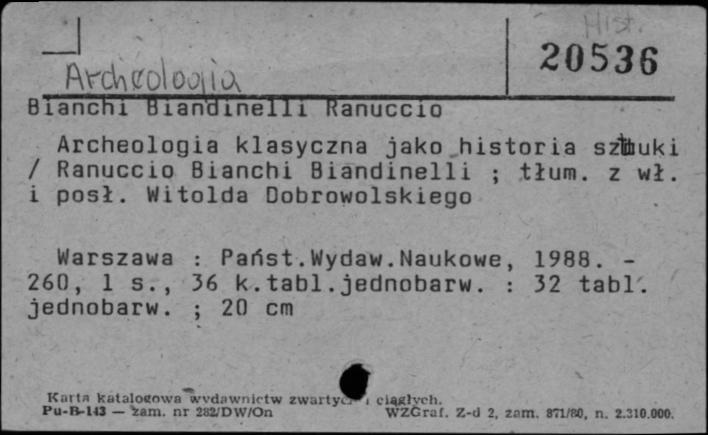 Hist.
20536
Archeologia
Bianchi Biandinelli Ranuccio
Archeologia klasyczna jako historia sztuki
/ Ranuccio Bianchi Biandinelli ; tłum. z wł.
i posł. Witolda Dobrowolskiego
Warszawa : Państ.Wydaw.Naukowe, 1988. -
260, 1 s., 36 k.tabl.jednobarw. : 32 tabl.
jednobarw. ; 20 cm
Karta katalogowa wydawnictw zwartych i ciągłych.
Pu-B-143 — zam. nr 282/DW/On WZGraf. Z-d 2, zam. 871/80, n. 2.310.000.